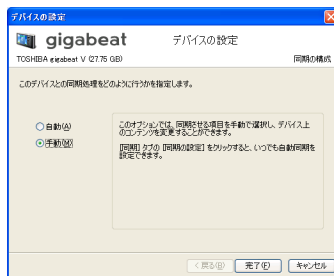 デバイスの設定
gigabeat デバイスの設定
TOSHIBA gigabeat V (27.75 GB) 同期の構成
このデバイスとの同期処理をどのように行うかを指定します。
自動(A)
手動(M)
このオプションでは、同期させる項目を手動で選択し、デバイス上
のコンテンツを変更することができます。
[同期] タブの [同期の設定] をクリックすると、いつでも自動同期を
設定できます。
< 戻る(B) 完了(F) キャンセル